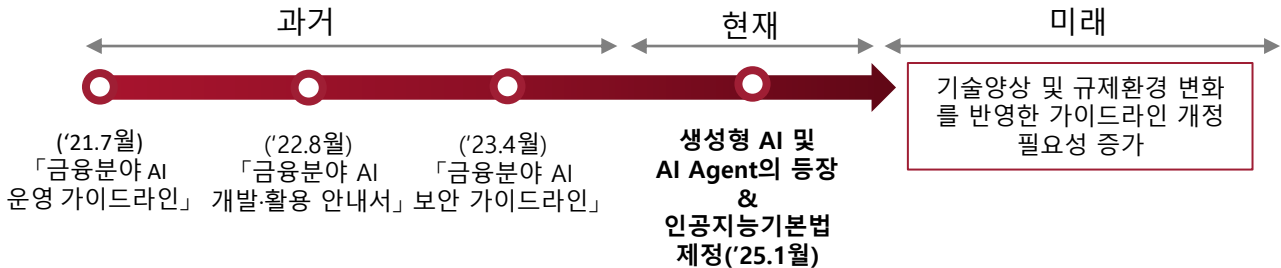 과거
현재
미래
('21.7월)
「금융분야 AI
운영 가이드라인」
('22.8월)
「금융분야 AI
개발·활용 안내서」
('23.4월)
「금융분야 AI
보안 가이드라인」
생성형 AI 및
AI Agent의 등장
&
인공지능기본법
제정('25.1월)
기술양상 및 규제환경 변화
를 반영한 가이드라인 개정
필요성 증가